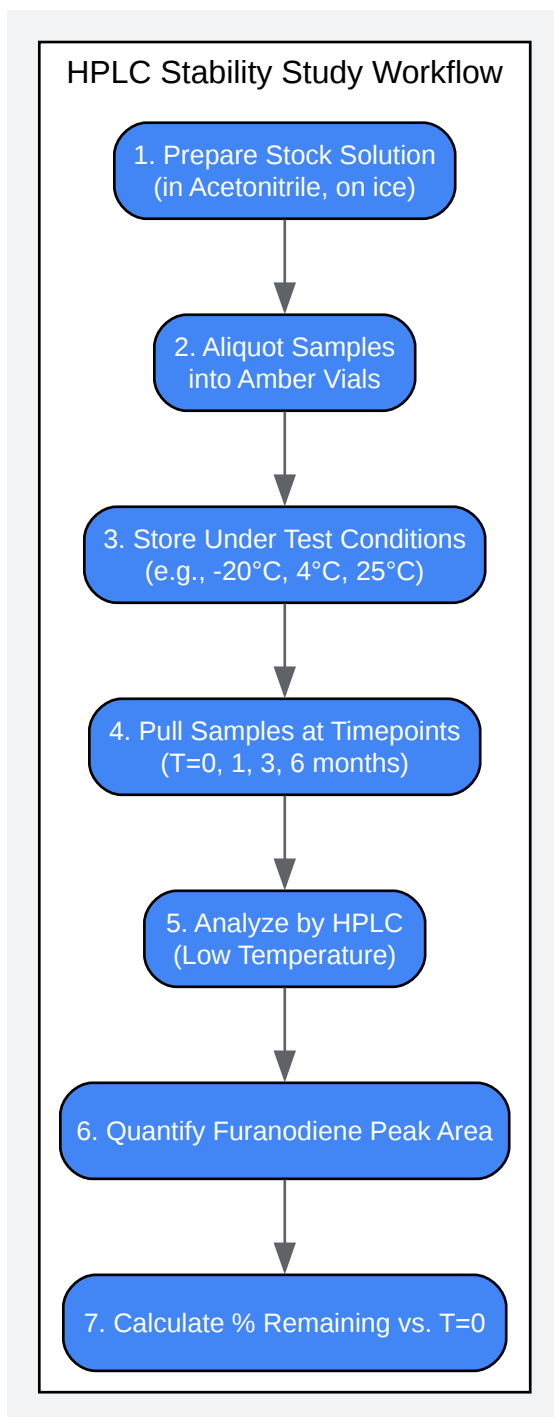 HPLC Stability Study Workflow
1. Prepare Stock Solution
(in Acetonitrile, on ice)
2. Aliquot Samples
into Amber Vials
3. Store Under Test Conditions
(e.g., -20°C, 4°C, 25°C)
4. Pull Samples at Timepoints
(T=0, 1, 3, 6 months)
5. Analyze by HPLC
(Low Temperature)
6. Quantify Furanodiene Peak Area
7. Calculate % Remaining vs. T=0